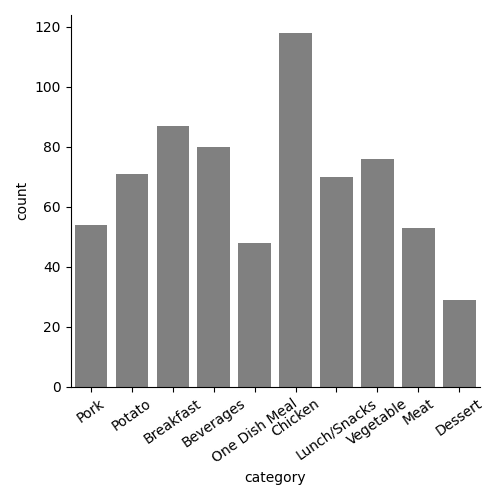 120
100
80
60
40
20
0
count
Pork
Potato
Breakfast
Beverages
One Dish Meal
Chicken
Lunch/Snacks
Vegetable
Meat
Dessert
category